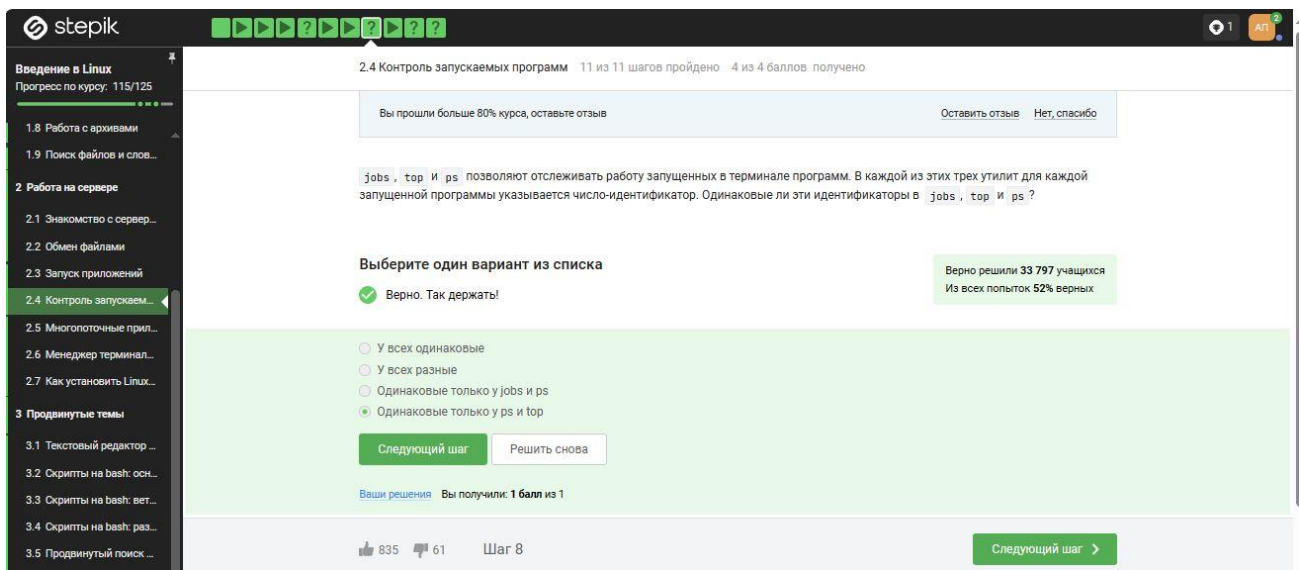 stepik
1
АП
2
Введение в Linux
Прогресс по курсу: 115/125
1.8 Работа с архивами
1.9 Поиск файлов и слов...
2 Работа на сервере
2.1 Знакомство с сервер...
2.2 Обмен файлами
2.3 Запуск приложений
2.4 Контроль запускаем...
2.5 Многопоточные прил...
2.6 Менеджер терминал...
2.7 Как установить Linux...
3 Продвинутые темы
3.1 Текстовый редактор ...
3.2 Скрипты на bash: осн...
3.3 Скрипты на bash: вет...
3.4 Скрипты на bash: раз...
3.5 Продвинутый поиск ...
2.4 Контроль запускаемых программ 11 из 11 шагов пройдено 4 из 4 баллов получено
Вы прошли больше 80% курса, оставьте отзыв Оставить отзыв Нет, спасибо
jobs, top и ps позволяют отслеживать работу запущенных в терминале программ. В каждой из этих трех утилит для каждой
запущенной программы указывается число-идентификатор. Одинаковые ли эти идентификаторы в jobs, top и ps?
Выберите один вариант из списка
Верно. Так держать!
Верно решили 33 797 учащихся
Из всех попыток 52% верных
У всех одинаковые
У всех разные
Одинаковые только у jobs и ps
Одинаковые только у ps и top
Следующий шаг Решить снова
Ваши решения Вы получили: 1 балл из 1
835 61 Шаг 8 Следующий шаг